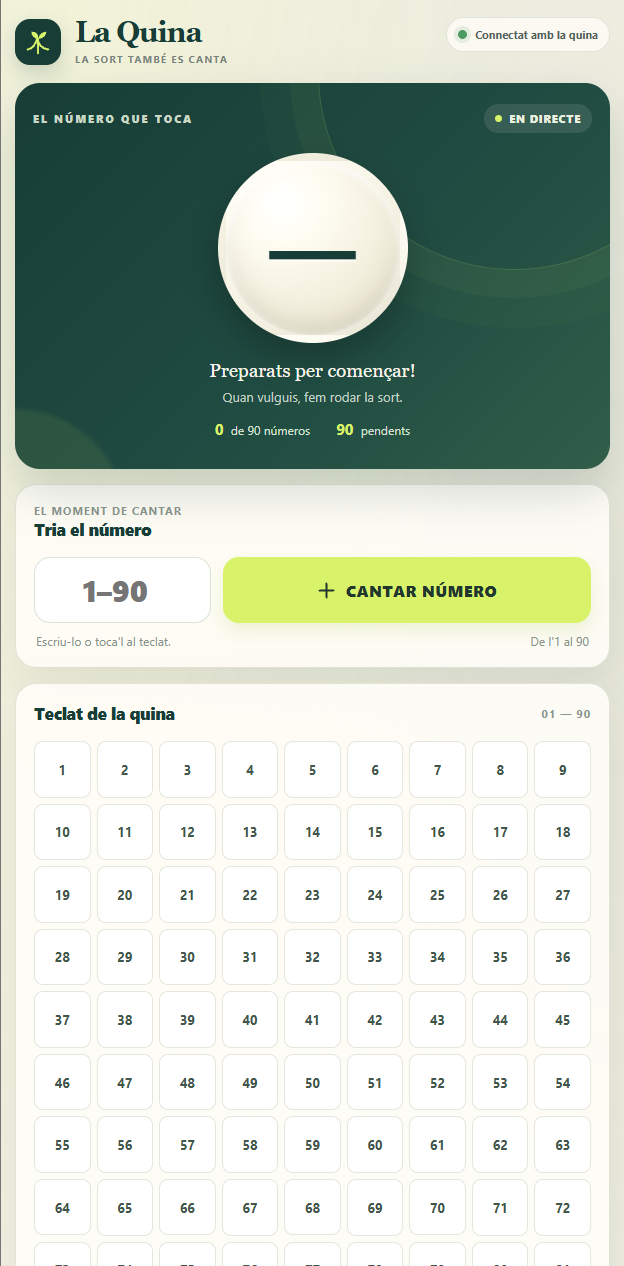 La Quina
LA SORT TAMBÉ ES CANTA
Connectat amb la quina
EL NÚMERO QUE TOCA
EN DIRECTE
—
Preparats per començar!
Quan vulguis, fem rodar la sort.
0 de 90 números 90 pendents
EL MOMENT DE CANTAR
Tria el número
1–90
+ CANTAR NÚMERO
Escriu-lo o toca'l al teclat.
De l'1 al 90
Teclat de la quina
01 — 90
1 2 3 4 5 6 7 8 9
10 11 12 13 14 15 16 17 18
19 20 21 22 23 24 25 26 27
28 29 30 31 32 33 34 35 36
37 38 39 40 41 42 43 44 45
46 47 48 49 50 51 52 53 54
55 56 57 58 59 60 61 62 63
64 65 66 67 68 69 70 71 72